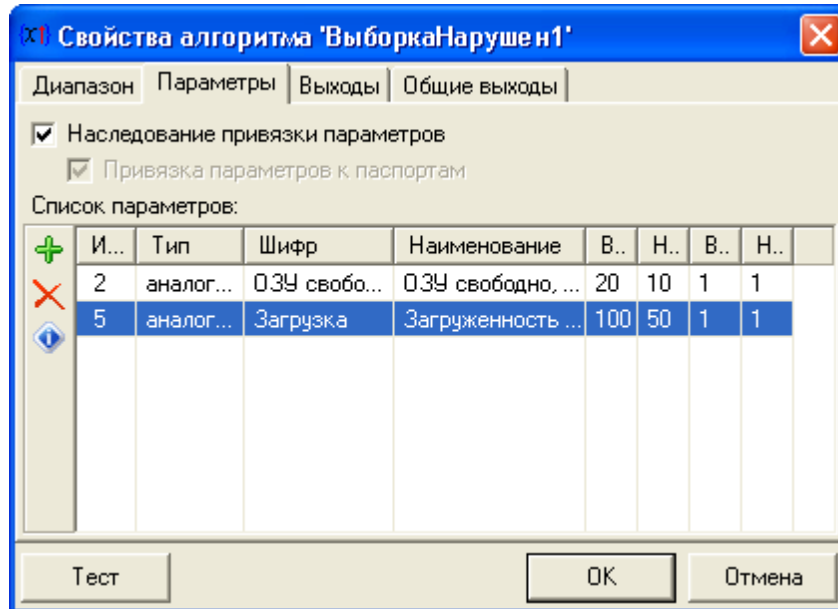 Свойства алгоритма 'ВыборкаНарушен1'
Диапазон Параметры Выходы Общие выходы
Наследование привязки параметров
Привязка параметров к паспортам
Список параметров:
И... Тип Шифр Наименование В.. Н.. В.. Н..
2 аналог... ОЗУ свобо... ОЗУ свободно, ... 20 10 1 1
5 аналог... Загрузка Загруженность ... 100 50 1 1
Тест ОК Отмена